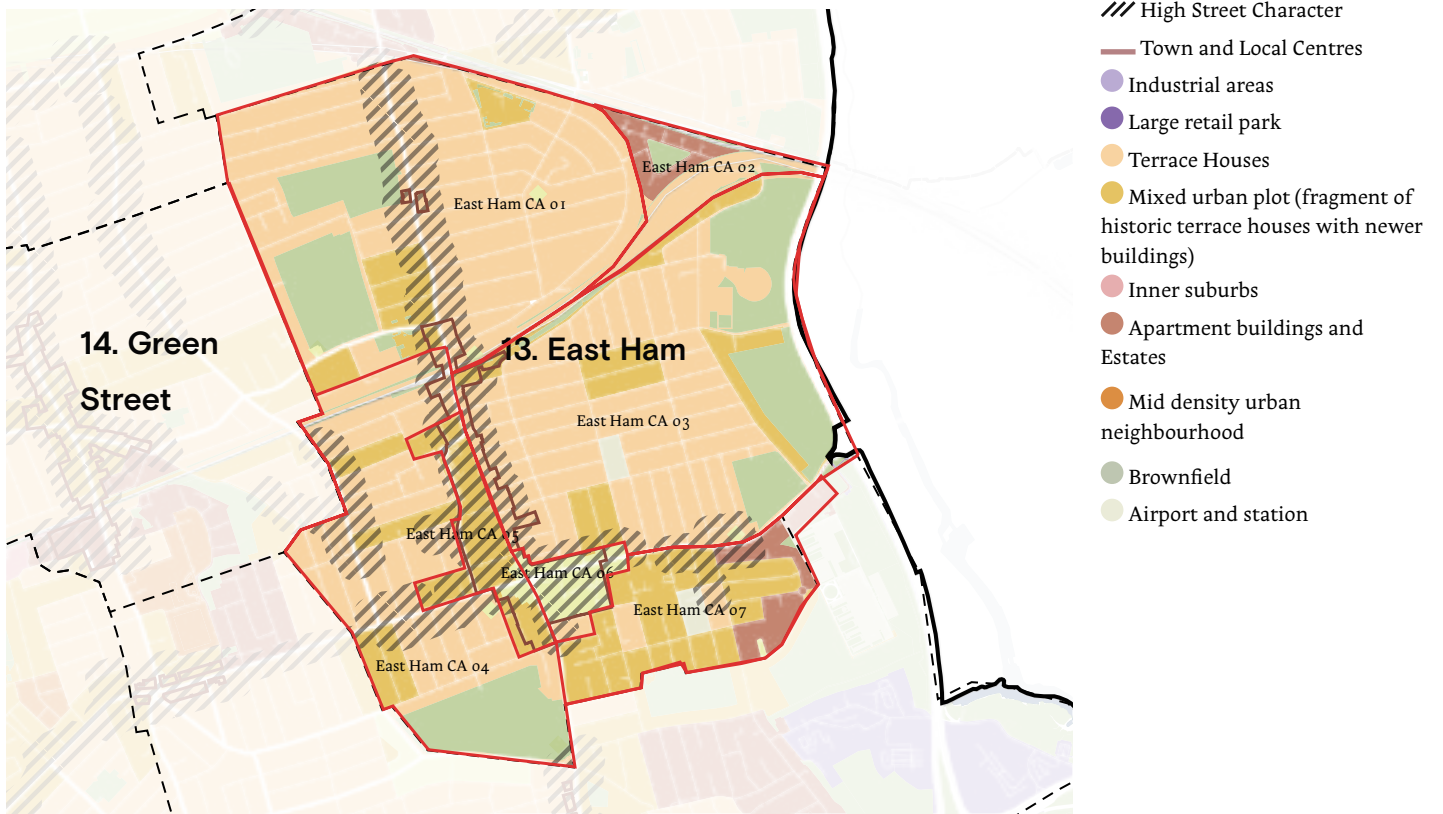 High Street Character
Town and Local Centres
Industrial areas
Large retail park
Terrace Houses
Mixed urban plot (fragment of
historic terrace houses with newer
buildings)
Inner suburbs
Apartment buildings and
Estates
Mid density urban
neighbourhood
Brownfield
Airport and station
East Ham CA 02
East Ham CA 01
14. Green
Street
13. East Ham
East Ham CA 03
East Ham CA 05
East Ham CA 06
East Ham CA 07
East Ham CA 04